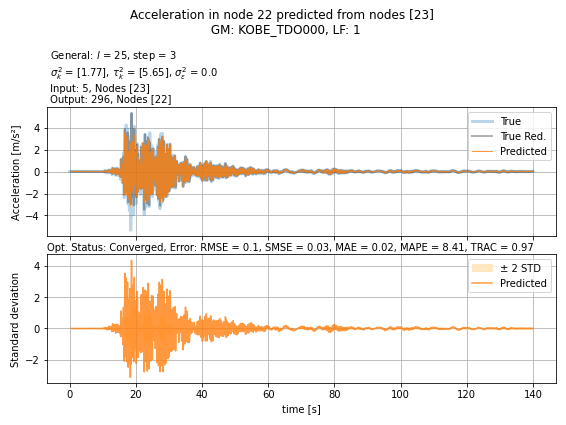 Acceleration in node 22 predicted from nodes [23]
GM: KOBE_TDO000, LF: 1
General: l = 25, step = 3
σ²ₖ = [1.77], τ²ₖ = [5.65], σ²ε = 0.0
Input: 5, Nodes [23]
Output: 296, Nodes [22]
True
True Red.
Predicted
Acceleration [m/s²]
4
2
0
−2
−4
Opt. Status: Converged, Error: RMSE = 0.1, SMSE = 0.03, MAE = 0.02, MAPE = 8.41, TRAC = 0.97
± 2 STD
Predicted
Standard deviation
4
2
0
−2
0 20 40 60 80 100 120 140
time [s]